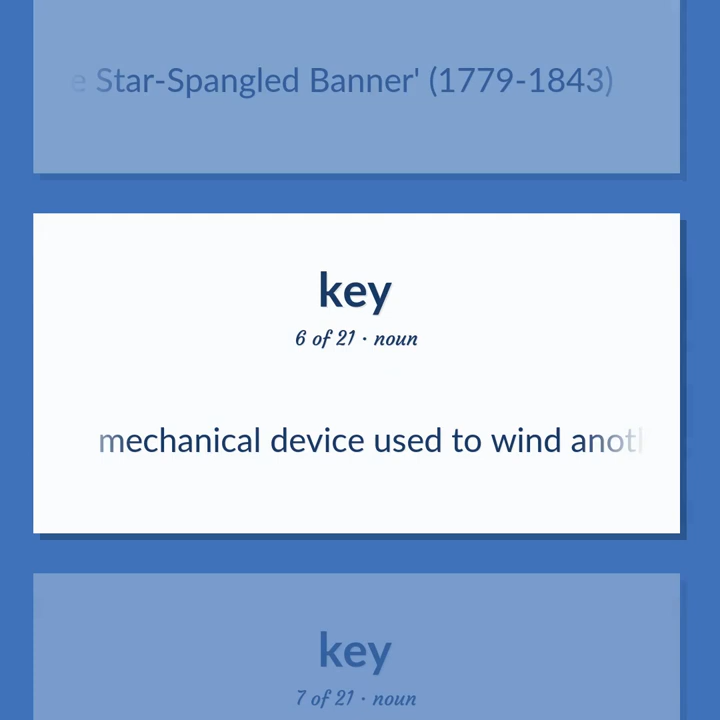 Star-Spangled Banner' (1779-1843)
key
6 of 21 · noun
mechanical device used to wind
key
7 of 21 · noun